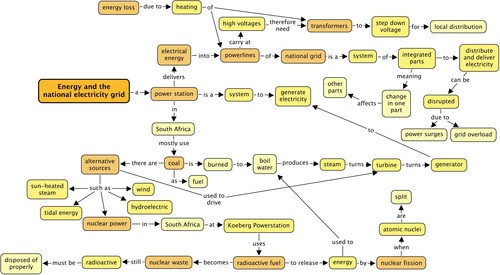 energy loss
due to
heating
of
high voltages
therefore
need
transformers
to
step down
voltage
for
local distribution
carry at
electrical
energy
into
powerlines
of
national grid
is a
system
of
integrated
parts
to
distribute
and deliver
electricity
delivers
meaning
can be
Energy and the
national electricity grid
a
power station
is a
system
to
generate
electricity
other
parts
affects
change
in one
part
disrupted
due to
power surges
grid overload
in
South Africa
mostly use
to
alternative
sources
there are
coal
is
burned
to
boil
water
produces
steam
turns
turbine
turns
generator
as
fuel
such as
used to
drive
sun-heated
steam
wind
tidal energy
hydroelectric
split
are
nuclear power
in
South Africa
at
Koeberg Powerstation
atomic nuclei
uses
used to
when
disposed of
properly
must be
radioactive
still
nuclear waste
becomes
radioactive fuel
to release
energy
by
nuclear fission